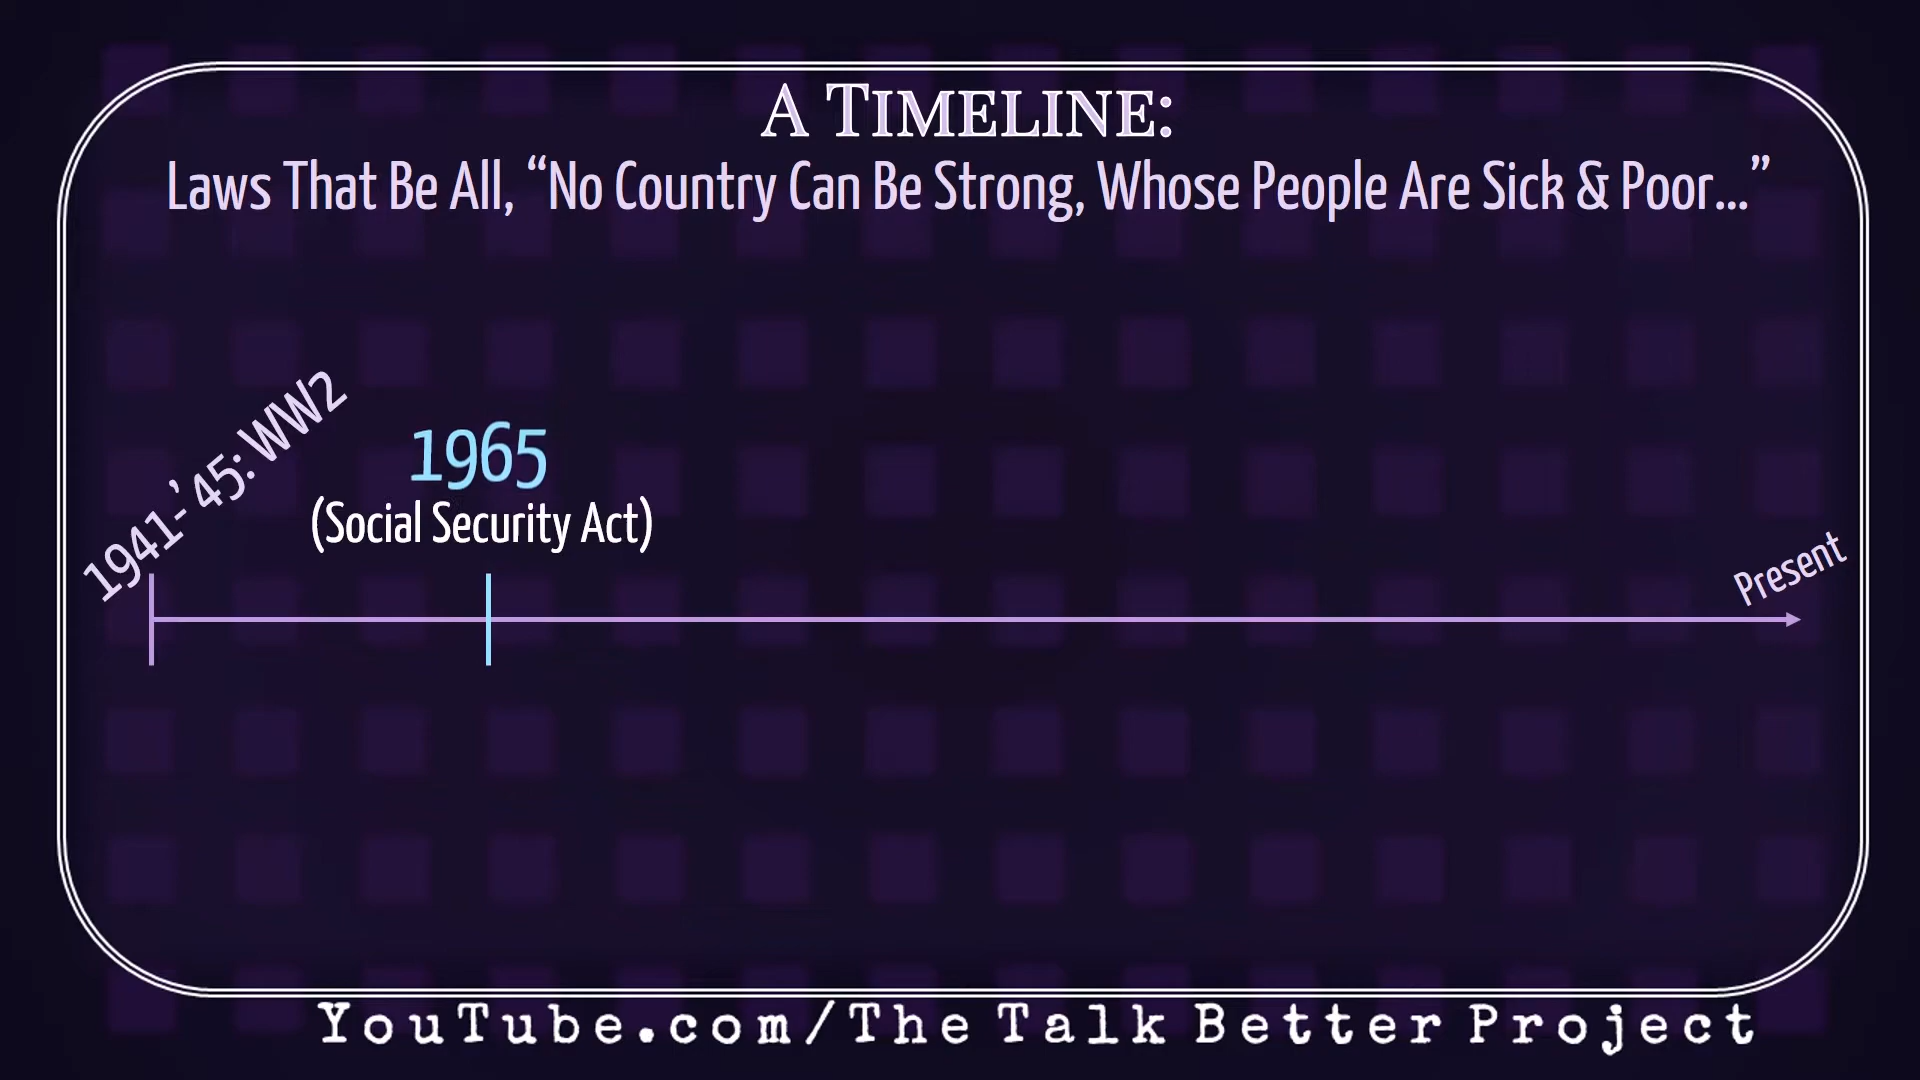 A TIMELINE:
Laws That Be All, “No Country Can Be Strong, Whose People Are Sick & Poor...”
1941-’45: WW2
1965
(Social Security Act)
Present
YouTube.com/The Talk Better Project